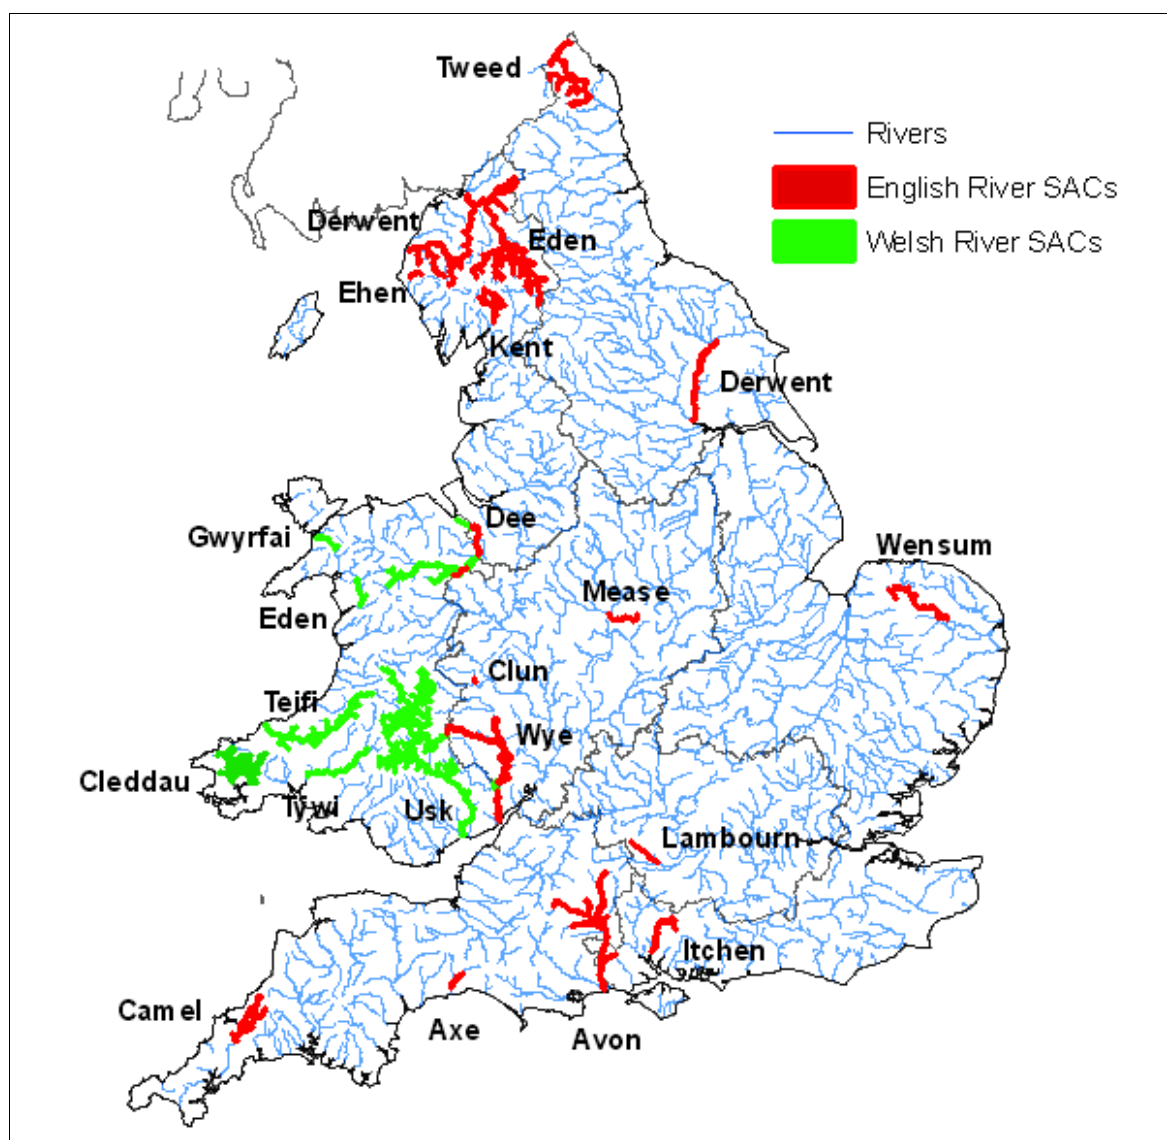 Tweed
Rivers
English River SACs
Welsh River SACs
Derwent
Eden
Ehen
Kent
Derwent
Dee
Gwyrfai
Wensum
Mease
Eden
Clun
Teifi
Wye
Cleddau
Tywi
Usk
Lambourn
Itchen
Camel
Axe
Avon